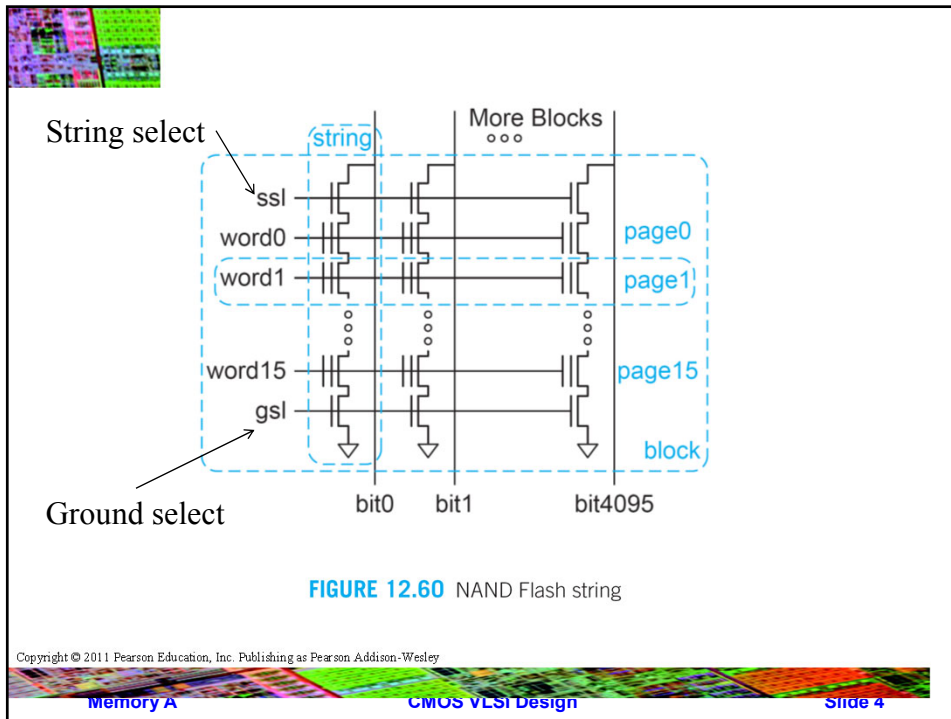 More Blocks
String select
string
ssl
word0
page0
word1
page1
word15
page15
gsl
block
Ground select
bit0
bit1
bit4095
FIGURE 12.60 NAND Flash string
Copyright © 2011 Pearson Education, Inc. Publishing as Pearson Addison-Wesley
Memory A
CMOS VLSI Design
Slide 4